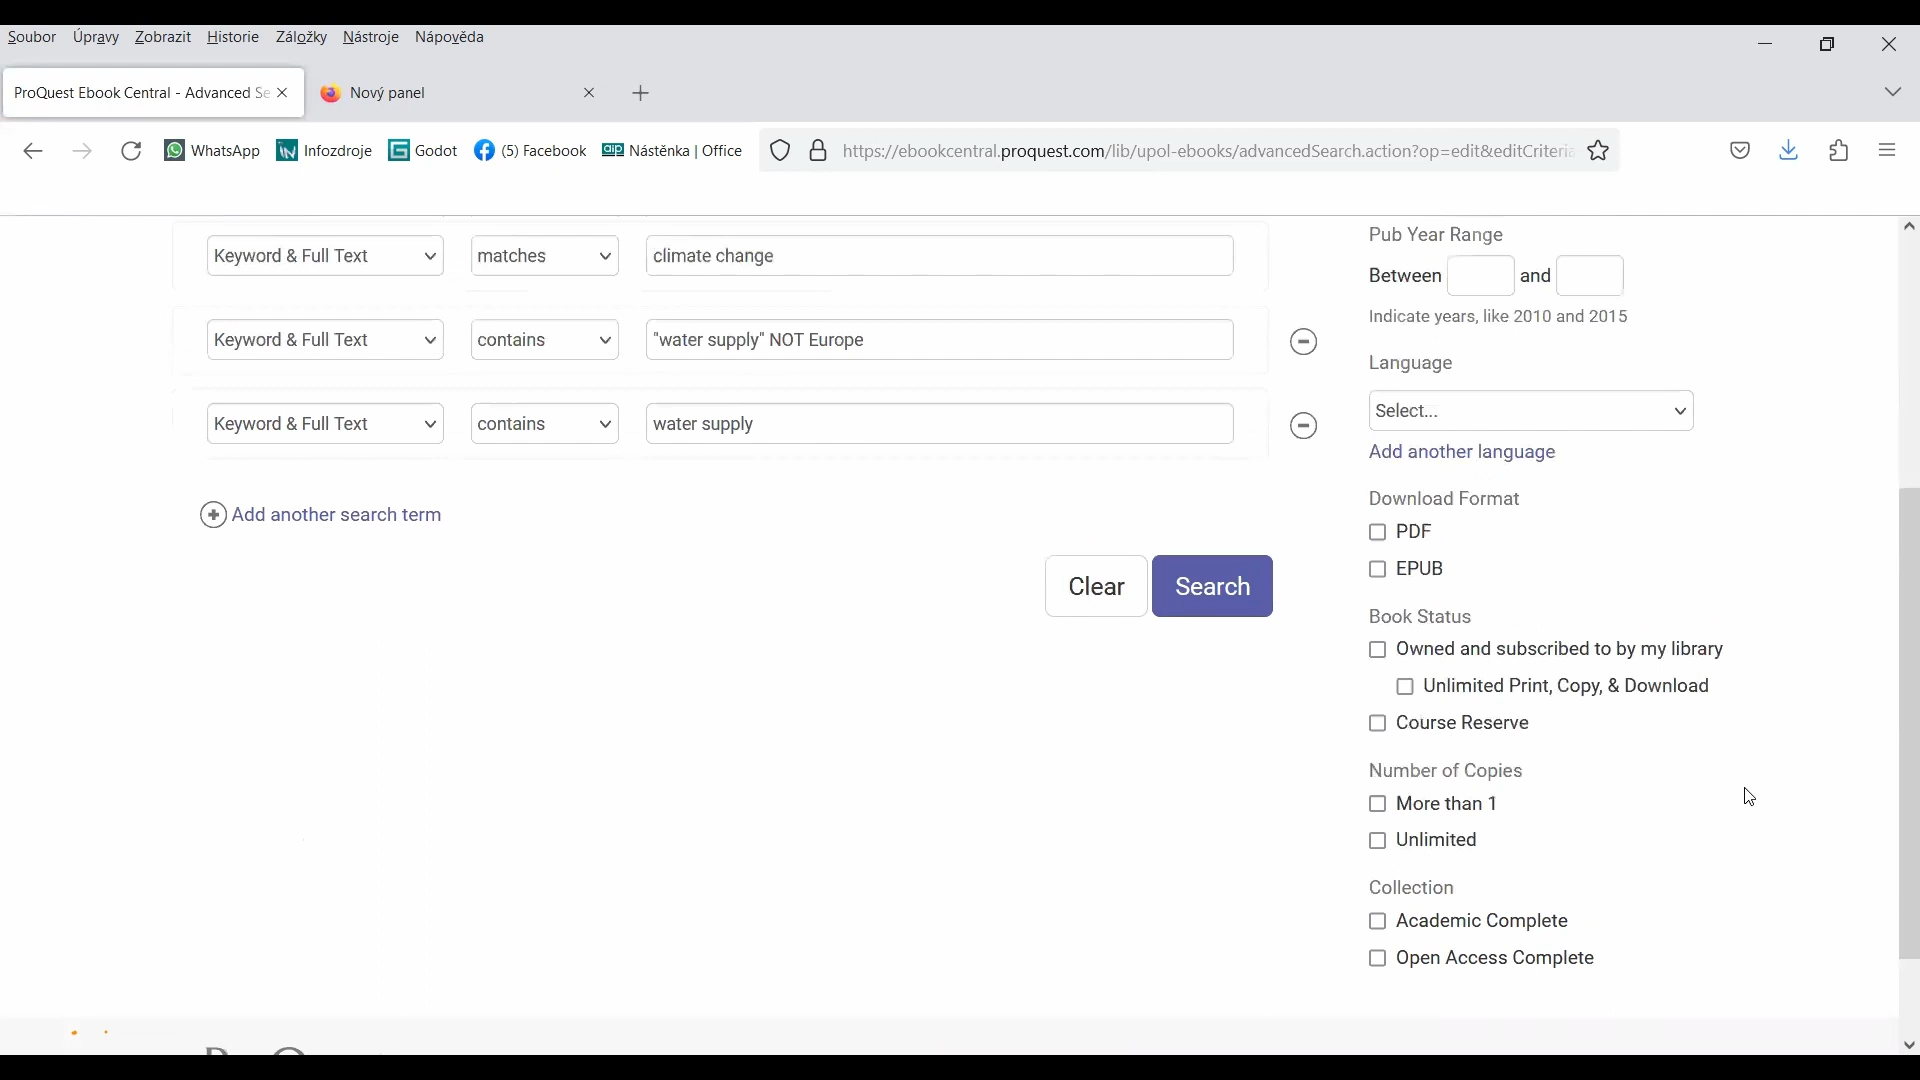 Soubor Úpravy Zobrazit Historie Záložky Nástroje Nápověda
ProQuest Ebook Central - Advanced Se
Nový panel
WhatsApp Infozdroje Godot (5) Facebook Nástěnka | Office https://ebookcentral.proquest.com/lib/upol-ebooks/advancedSearch.action?op=edit&editCriteria
Keyword & Full Text matches climate change
Keyword & Full Text contains "water supply" NOT Europe
Keyword & Full Text contains water supply
Add another search term
Clear Search
Pub Year Range
Between and
Indicate years, like 2010 and 2015
Language
Select...
Add another language
Download Format
PDF
EPUB
Book Status
Owned and subscribed to by my library
Unlimited Print, Copy, & Download
Course Reserve
Number of Copies
More than 1
Unlimited
Collection
Academic Complete
Open Access Complete